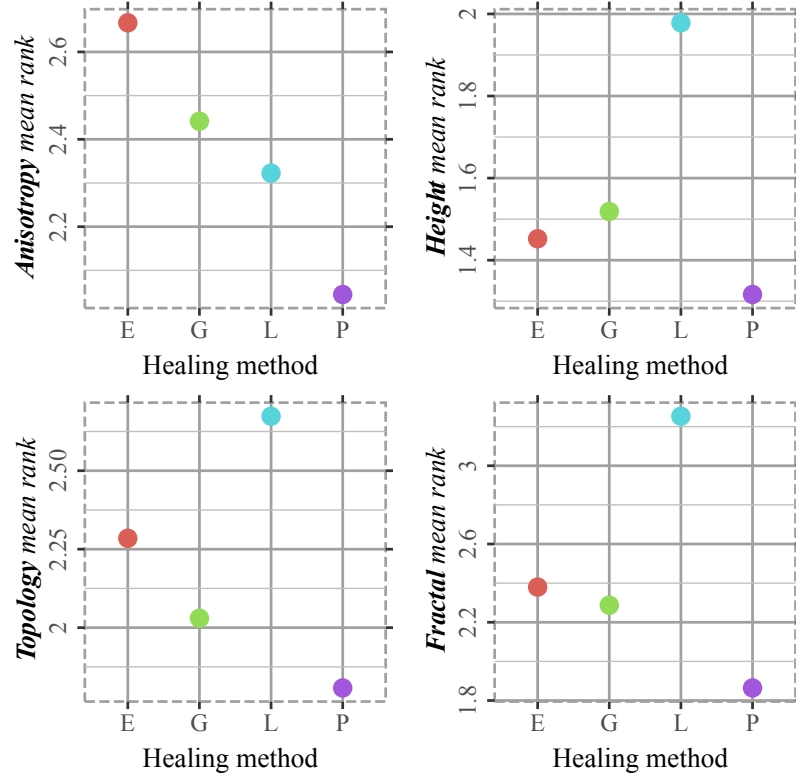 Anisotropy mean rank
2.6
2.4
2.2
E G L P
Healing method
Height mean rank
2
1.8
1.6
1.4
E G L P
Healing method
Topology mean rank
2.50
2.25
2
E G L P
Healing method
Fractal mean rank
3
2.6
2.2
1.8
E G L P
Healing method